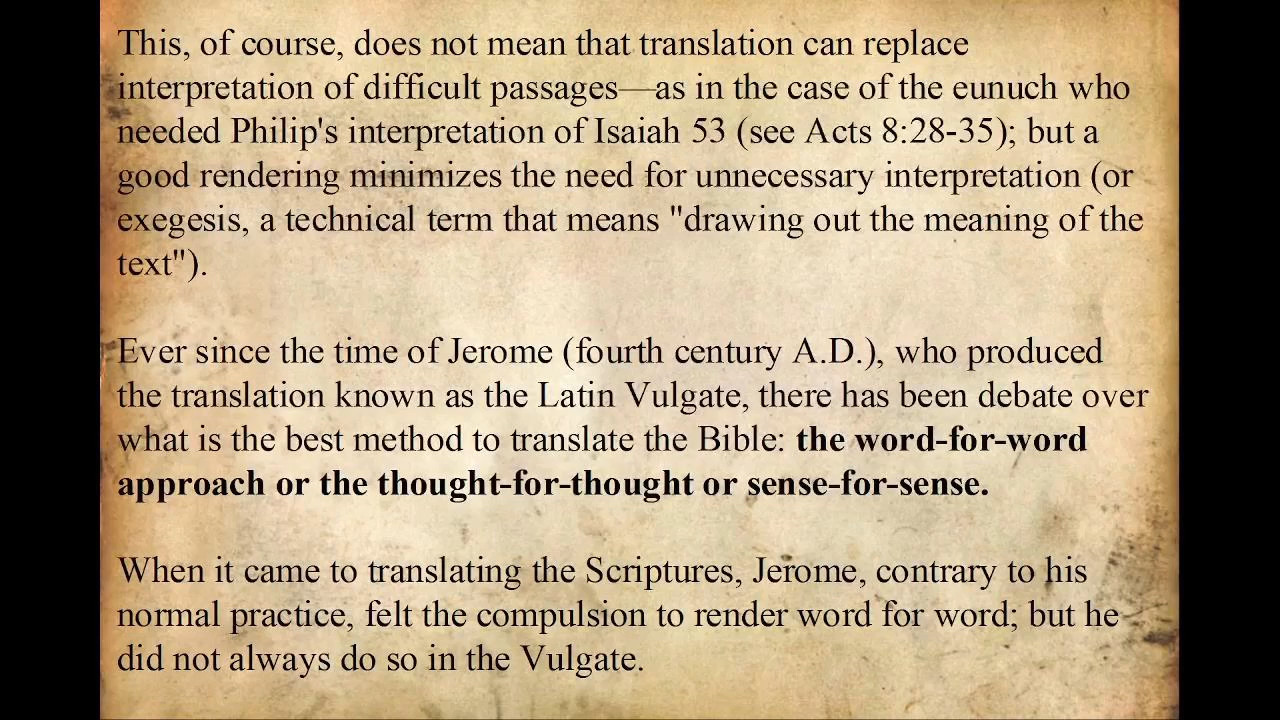 This, of course, does not mean that translation can replace
interpretation of difficult passages—as in the case of the eunuch who
needed Philip's interpretation of Isaiah 53 (see Acts 8:28-35); but a
good rendering minimizes the need for unnecessary interpretation (or
exegesis, a technical term that means "drawing out the meaning of the
text").
Ever since the time of Jerome (fourth century A.D.), who produced
the translation known as the Latin Vulgate, there has been debate over
what is the best method to translate the Bible: the word-for-word
approach or the thought-for-thought or sense-for-sense.
When it came to translating the Scriptures, Jerome, contrary to his
normal practice, felt the compulsion to render word for word; but he
did not always do so in the Vulgate.